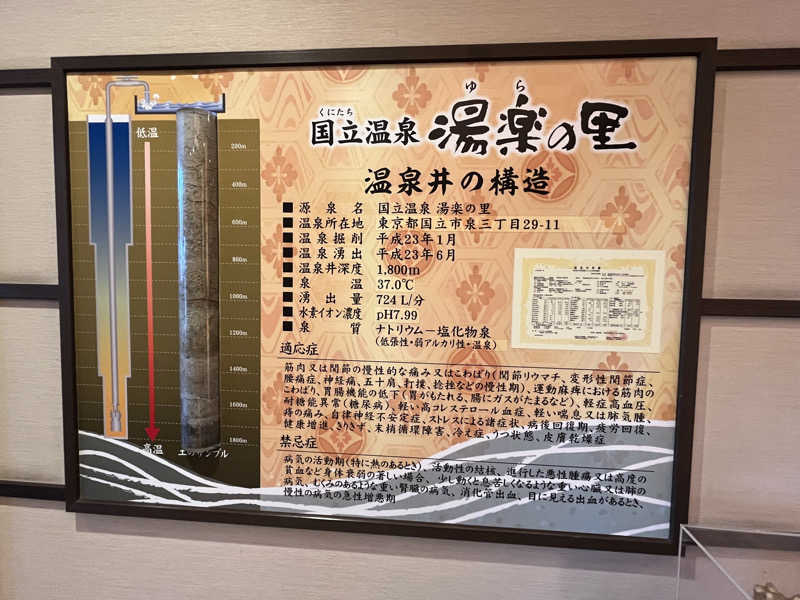 くにたち
ゆら
国立温泉 湯楽の里
温泉井の構造
■ 源泉名 国立温泉 湯楽の里
■ 温泉所在地 東京都国立市泉三丁目29-11
■ 温泉掘削 平成23年1月
■ 温泉湧出 平成23年6月
■ 温泉井深度 1,800m
■ 泉温 37.0℃
■ 湧出量 724 L/分
■ 水素イオン濃度 pH7.99
■ 泉質 ナトリウム−塩化物泉
(低張性・弱アルカリ性・温泉)
適応症
筋肉又は関節の慢性的な痛み又はこわばり(関節リウマチ、変形性関節症、
腰痛症、神経痛、五十肩、打撲、捻挫などの慢性期)、運動麻痺における筋肉の
こわばり、胃腸機能の低下(胃がもたれる、腸にガスがたまるなど)、軽症高血圧、
耐糖能異常(糖尿病)、軽い高コレステロール血症、軽い喘息又は肺気腫、
痔の痛み、自律神経不安定症、ストレスによる諸症状、病後回復期、疲労回復、
健康増進、きりきず、末梢循環障害、冷え症、うつ状態、皮膚乾燥症
禁忌症
病気の活動期(特に熱のあるとき)、活動性の結核、進行した悪性腫瘍又は高度の
貧血など身体衰弱の著しい場合、少し動くと息苦しくなるような重い心臓又は肺の
病気、むくみのあるような重い腎臓の病気、消化管出血、目に見える出血があるとき、
慢性の病気の急性増悪期
低温
200m
400m
600m
800m
1000m
1200m
1400m
1600m
1800m
高温
土のサンプル